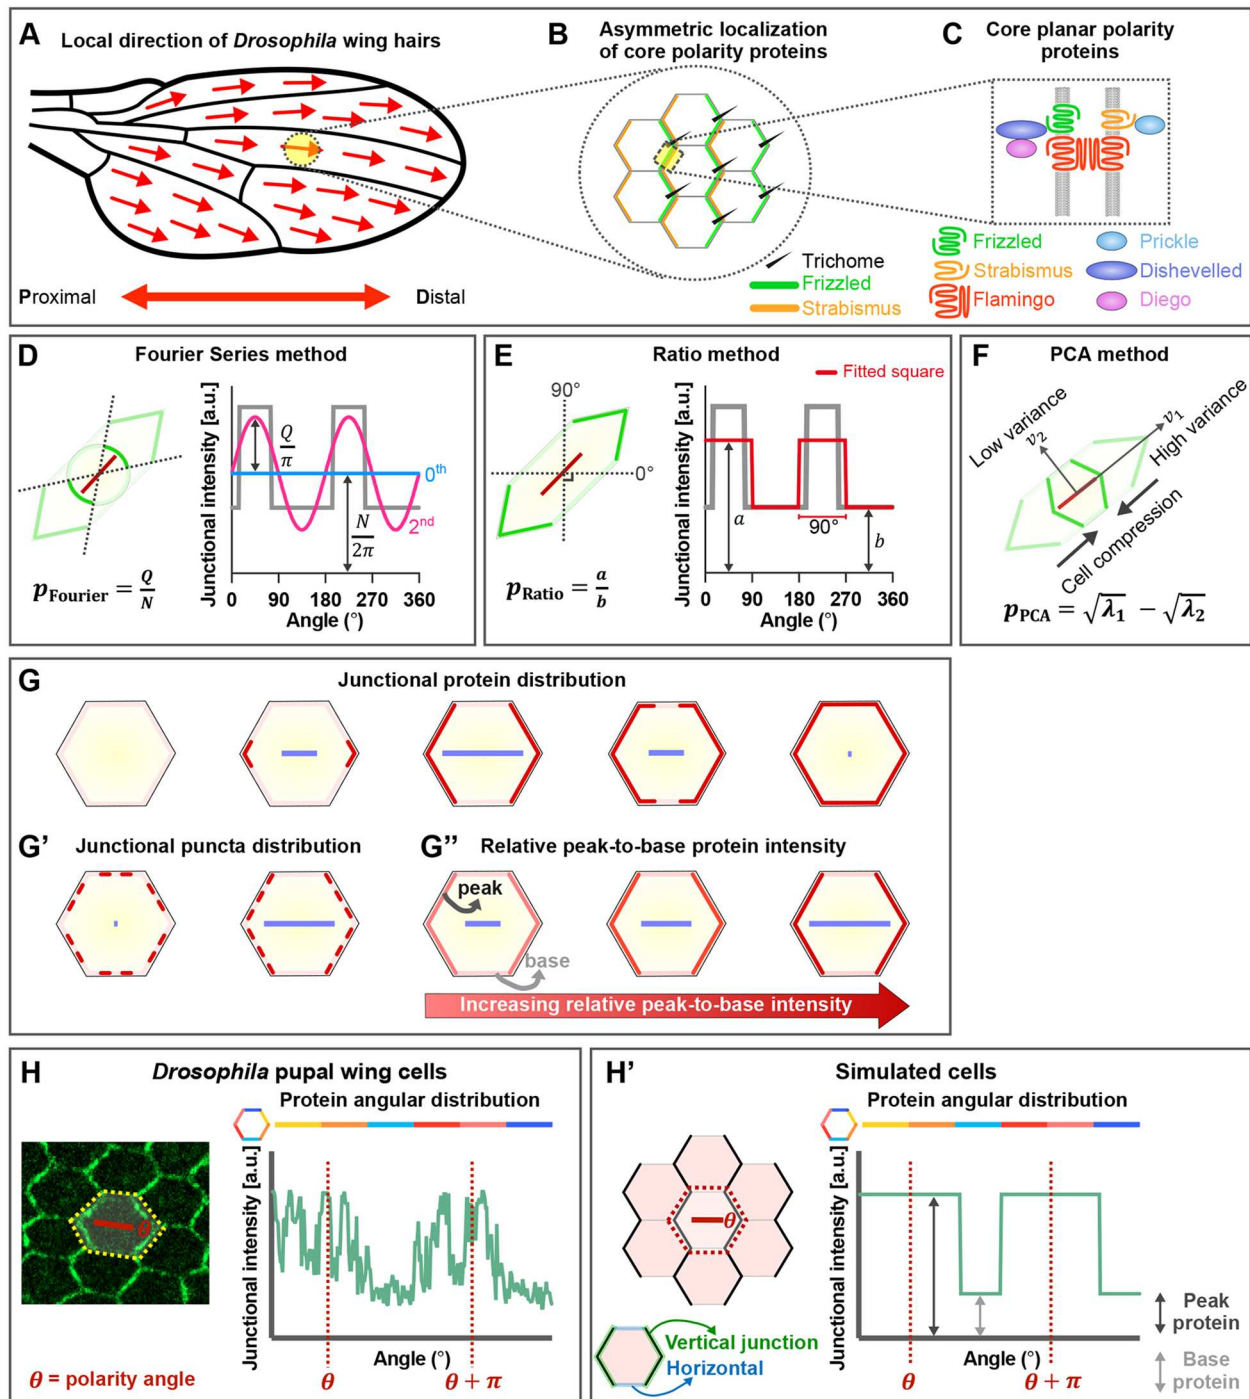 A
Local direction of Drosophila wing hairs
Proximal
Distal
B
Asymmetric localization
of core polarity proteins
Trichome
Frizzled
Strabismus
C
Core planar polarity
proteins
Frizzled
Strabismus
Flamingo
Prickle
Dishevelled
Diego
D
Fourier Series method
Junctional intensity [a.u.]
Q/π
N/2π
0th
2nd
0 90 180 270 360
Angle (°)
pFourier = Q/N
E
Ratio method
Fitted square
90°
0°
Junctional intensity [a.u.]
a
90°
b
0 90 180 270 360
Angle (°)
pRatio = a/b
F
PCA method
Low variance
v2
v1
High variance
Cell compression
pPCA = √λ1 − √λ2
G
Junctional protein distribution
G’
Junctional puncta distribution
G’’
Relative peak-to-base protein intensity
peak
base
Increasing relative peak-to-base intensity
H
Drosophila pupal wing cells
Protein angular distribution
Junctional intensity [a.u.]
θ
Angle (°)
θ
θ + π
θ = polarity angle
H’
Simulated cells
Protein angular distribution
Junctional intensity [a.u.]
θ
Vertical junction
Horizontal
Angle (°)
θ
θ + π
Peak
protein
Base
protein